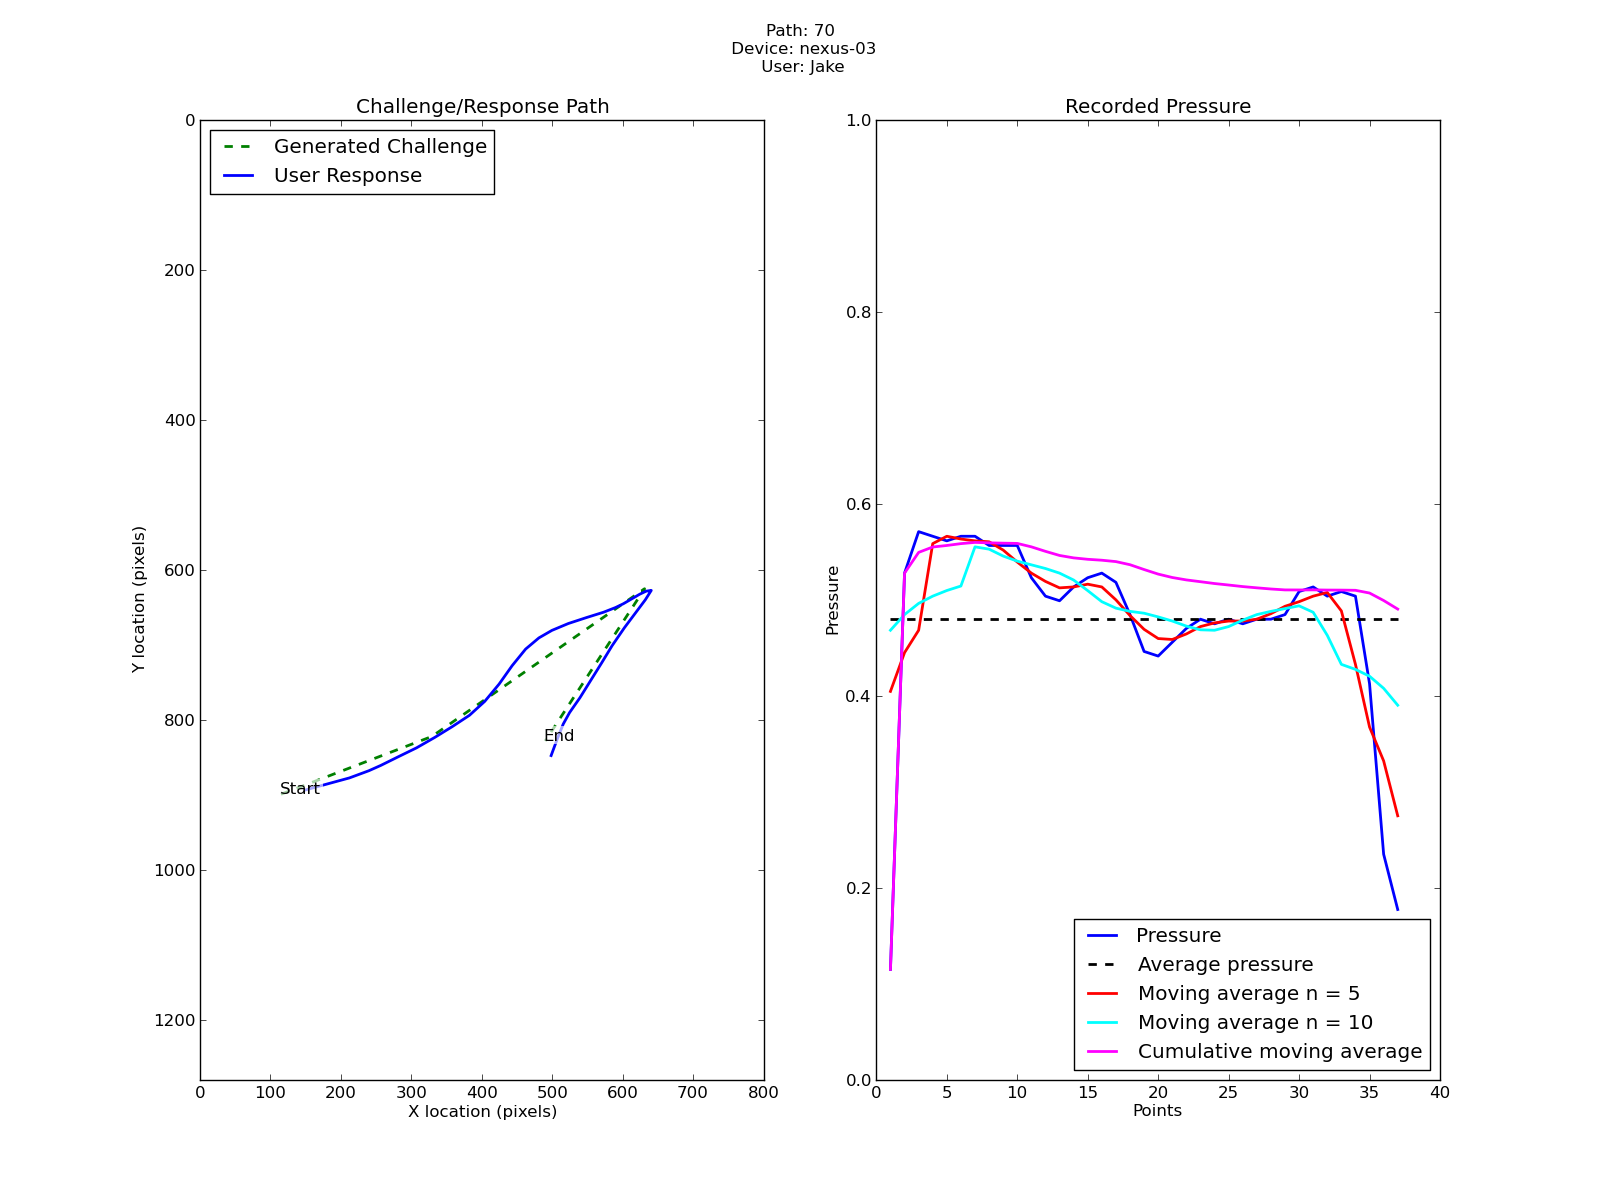 Path: 70
Device: nexus-03
User: Jake
Challenge/Response Path
Generated Challenge
User Response
0
200
400
600
800
1000
1200
Y location (pixels)
Start
End
0 100 200 300 400 500 600 700 800
X location (pixels)
Recorded Pressure
1.0
0.8
0.6
0.4
0.2
0.0
Pressure
Pressure
Average pressure
Moving average n = 5
Moving average n = 10
Cumulative moving average
0 5 10 15 20 25 30 35 40
Points